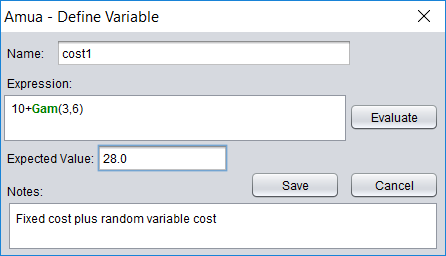 Amua - Define Variable
Name: cost1
Expression:
10+Gam(3,6)
Evaluate
Expected Value: 28.0
Save Cancel
Notes:
Fixed cost plus random variable cost